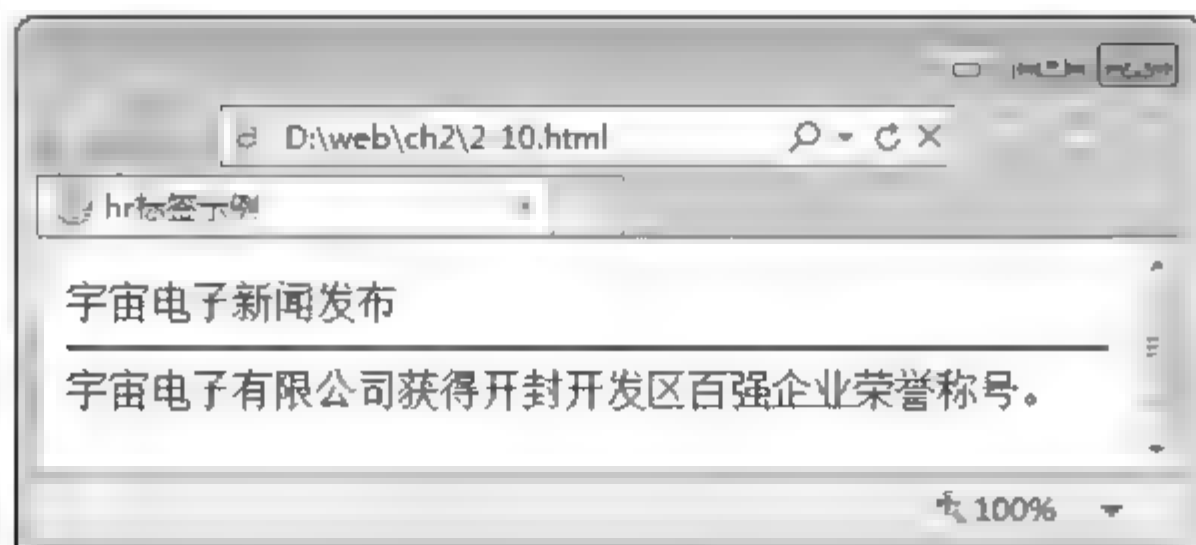 D:\web\ch2\2 10.html
hr标签示例
宇宙电子新闻发布
宇宙电子有限公司获得开封开发区百强企业荣誉称号。
100%